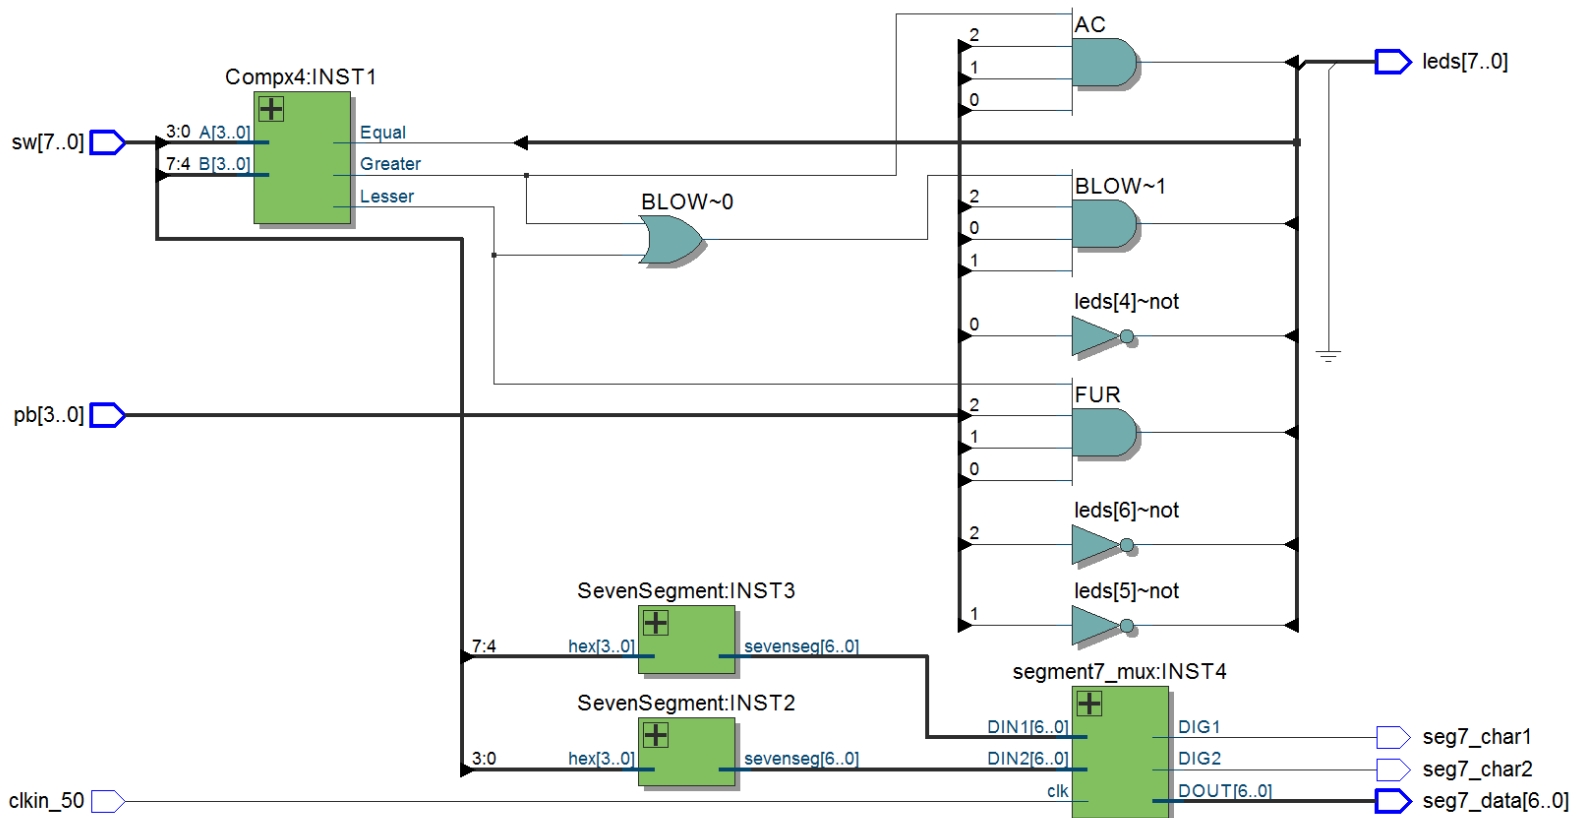 AC
2
1
0
leds[7..0]
Compx4:INST1
sw[7..0]
3:0 A[3..0]
7:4 B[3..0]
Equal
Greater
Lesser
BLOW~0
BLOW~1
2
0
1
leds[4]~not
0
pb[3..0]
FUR
2
1
0
leds[6]~not
2
leds[5]~not
1
SevenSegment:INST3
7:4 hex[3..0] sevenseg[6..0]
SevenSegment:INST2
3:0 hex[3..0] sevenseg[6..0]
segment7_mux:INST4
DIN1[6..0] DIG1 seg7_char1
DIN2[6..0] DIG2 seg7_char2
clkin_50 clk DOUT[6..0] seg7_data[6..0]